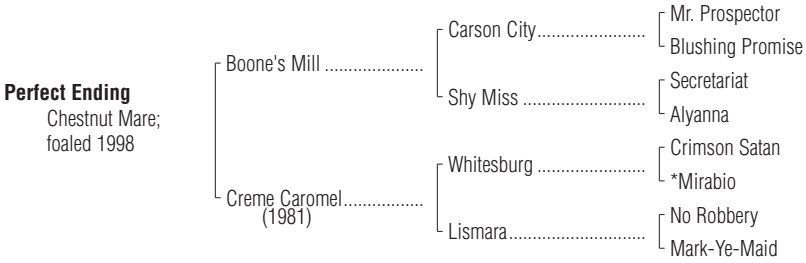 Mr. Prospector
Carson City......................
Blushing Promise
Boone's Mill ....................
Secretariat
Shy Miss .........................
Alyanna
Perfect Ending
Chestnut Mare;
foaled 1998
Crimson Satan
Whitesburg ......................
*Mirabio
Creme Caromel................
(1981)
No Robbery
Lismara............................
Mark-Ye-Maid